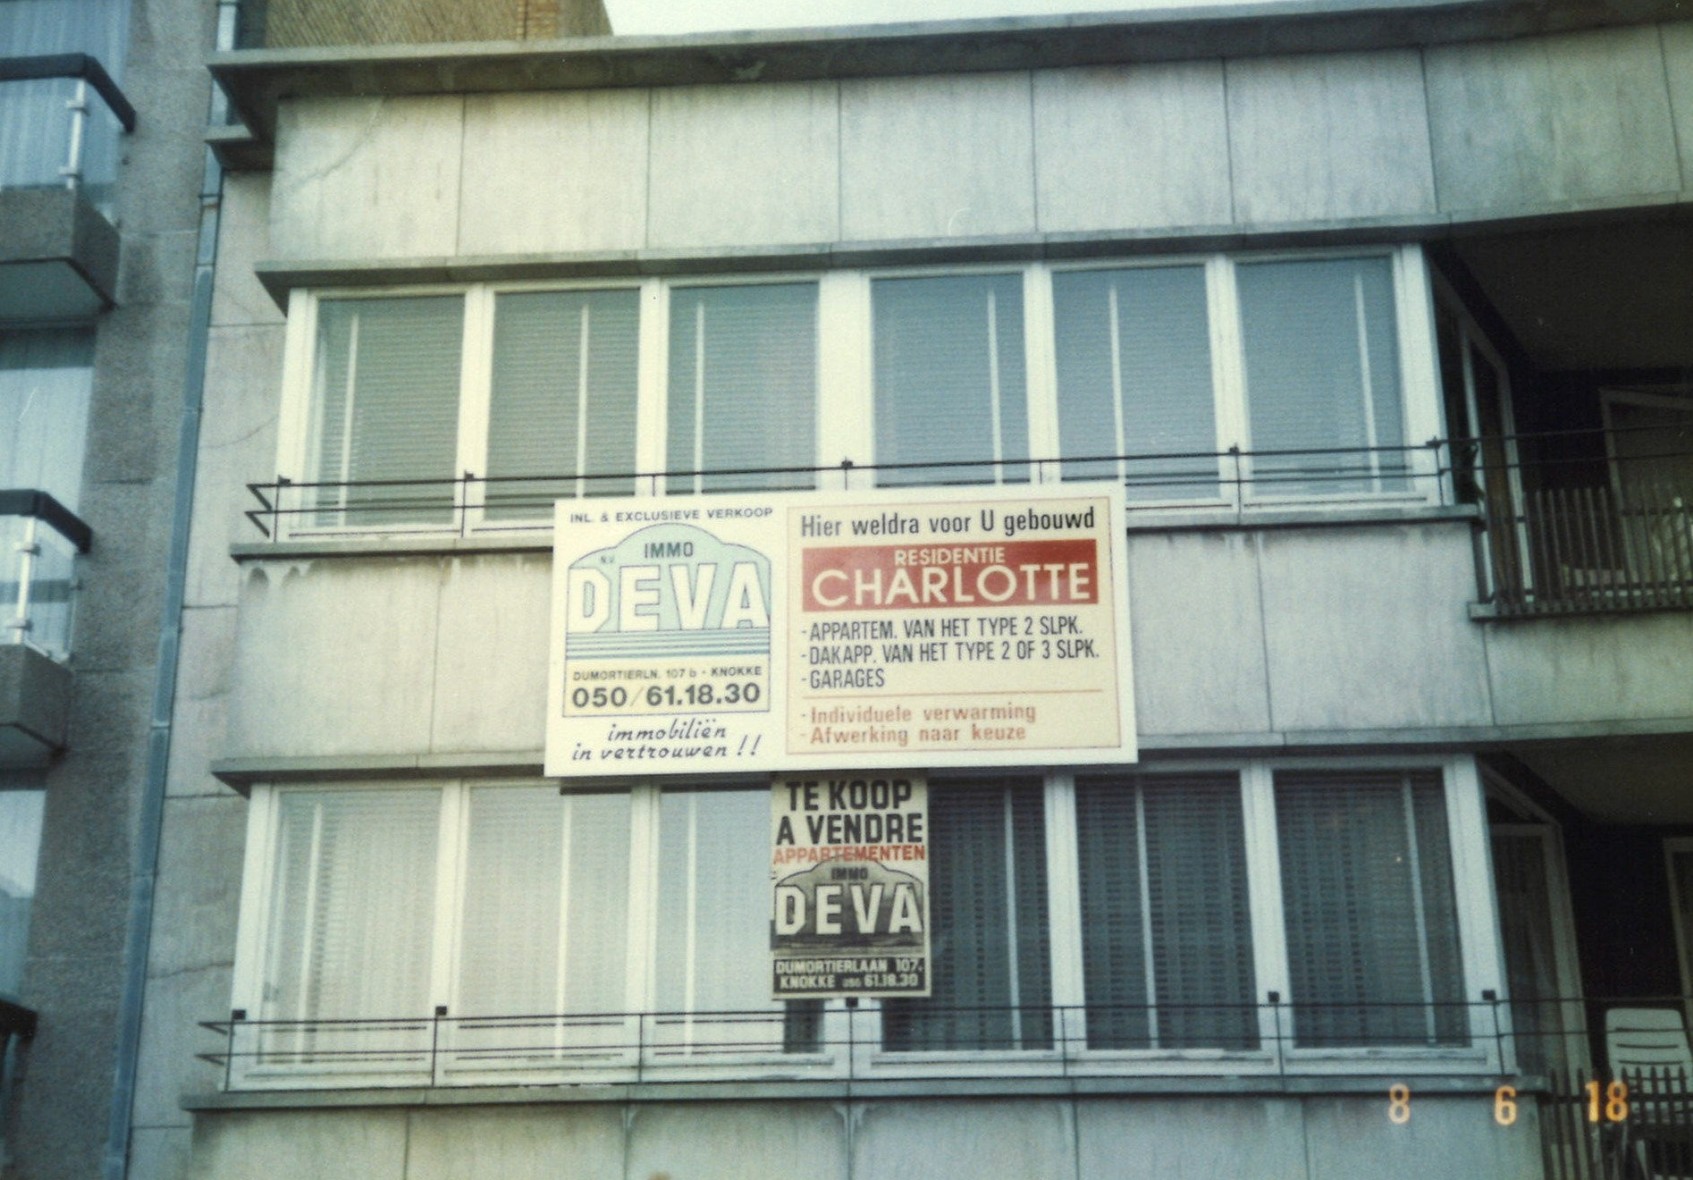 INL. & EXCLUSIEVE VERKOOP
N.V. IMMO
DEVA
DUMORTIERLN. 107 b - KNOKKE
050/61.18.30
immobiliën
in vertrouwen !!
Hier weldra voor U gebouwd
RESIDENTIE
CHARLOTTE
-APPARTEM. VAN HET TYPE 2 SLPK.
-DAKAPP. VAN HET TYPE 2 OF 3 SLPK.
-GARAGES
-Individuele verwarming
-Afwerking naar keuze
TE KOOP
A VENDRE
APPARTEMENTEN
IMMO
DEVA
DUMORTIERLAAN 107.
KNOKKE 050 61.18.30
8 6 18